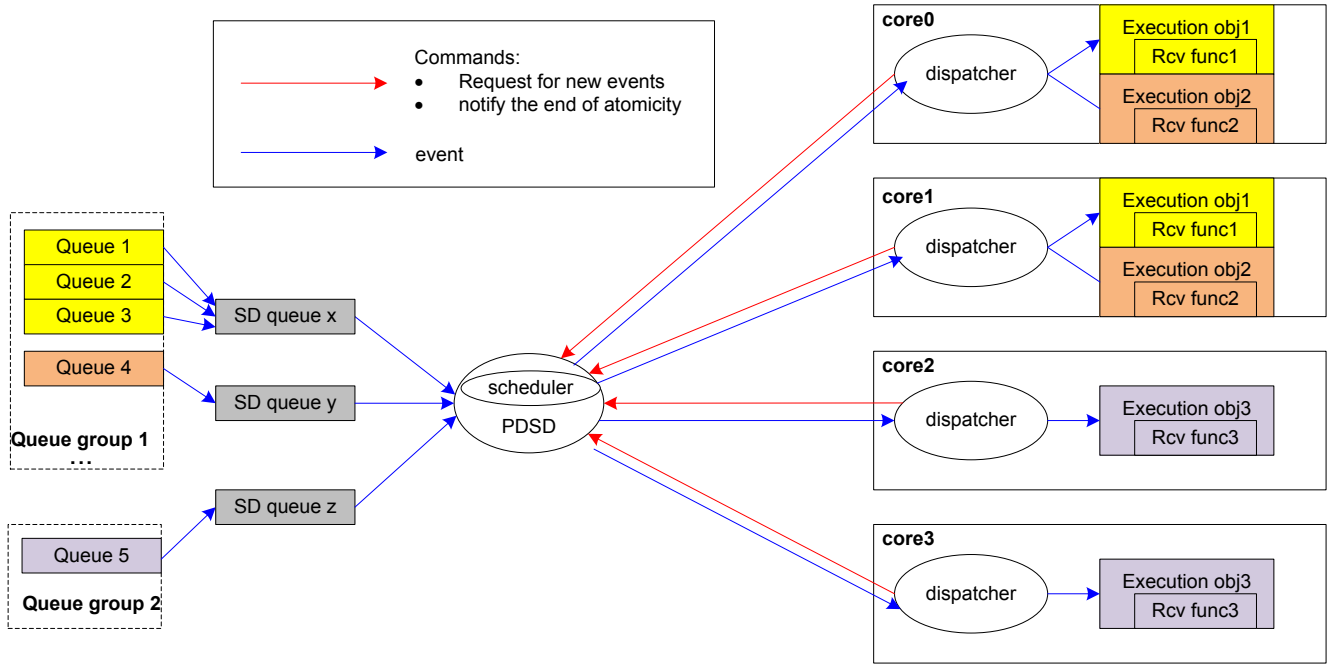 Commands:
• Request for new events
• notify the end of atomicity
event
Queue 1
Queue 2
Queue 3
Queue 4
Queue group 1
...
Queue 5
Queue group 2
SD queue x
SD queue y
SD queue z
scheduler
PDSD
core0
dispatcher
Execution obj1
Rcv func1
Execution obj2
Rcv func2
core1
dispatcher
Execution obj1
Rcv func1
Execution obj2
Rcv func2
core2
dispatcher
Execution obj3
Rcv func3
core3
dispatcher
Execution obj3
Rcv func3